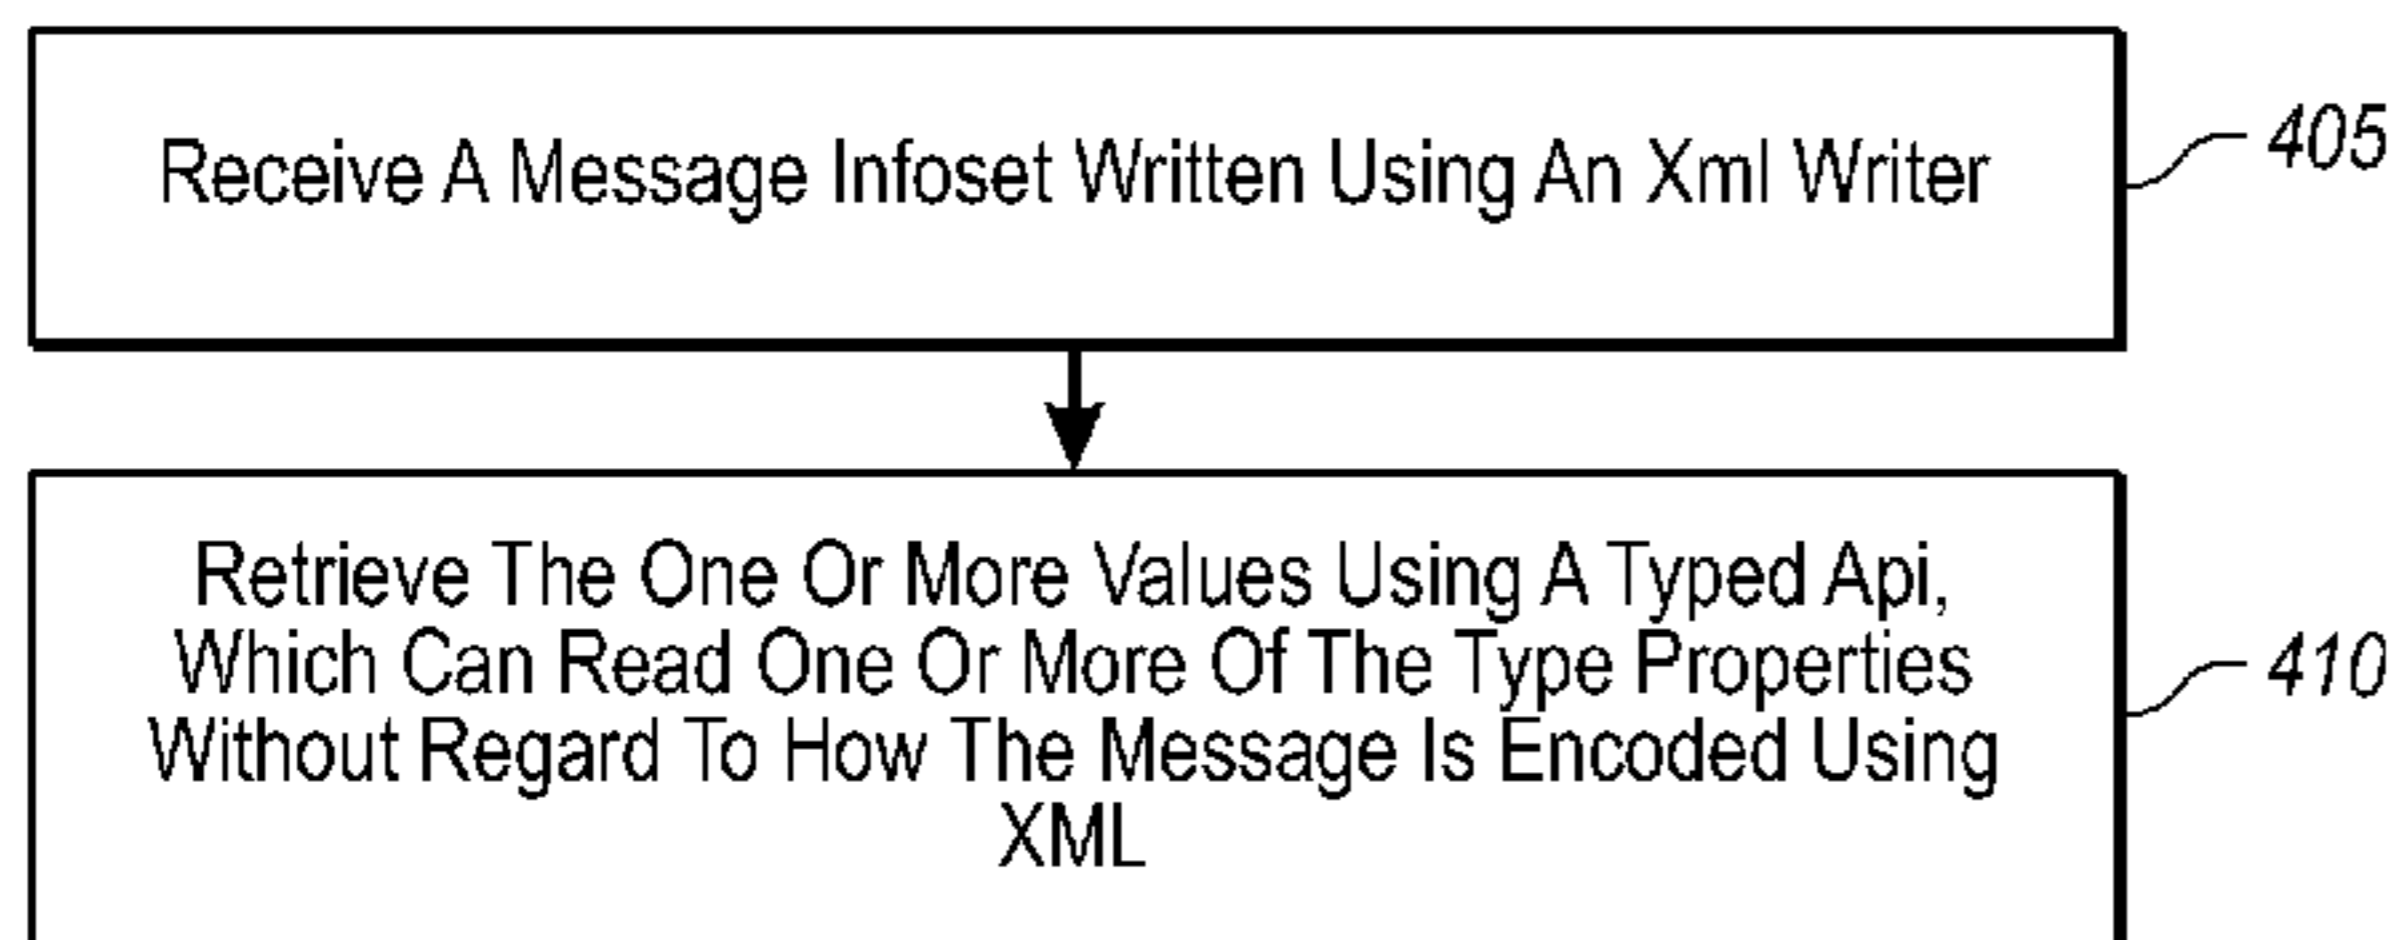 Receive A Message Infoset Written Using An Xml Writer
405
Retrieve The One Or More Values Using A Typed Api,
Which Can Read One Or More Of The Type Properties
Without Regard To How The Message Is Encoded Using
XML
410